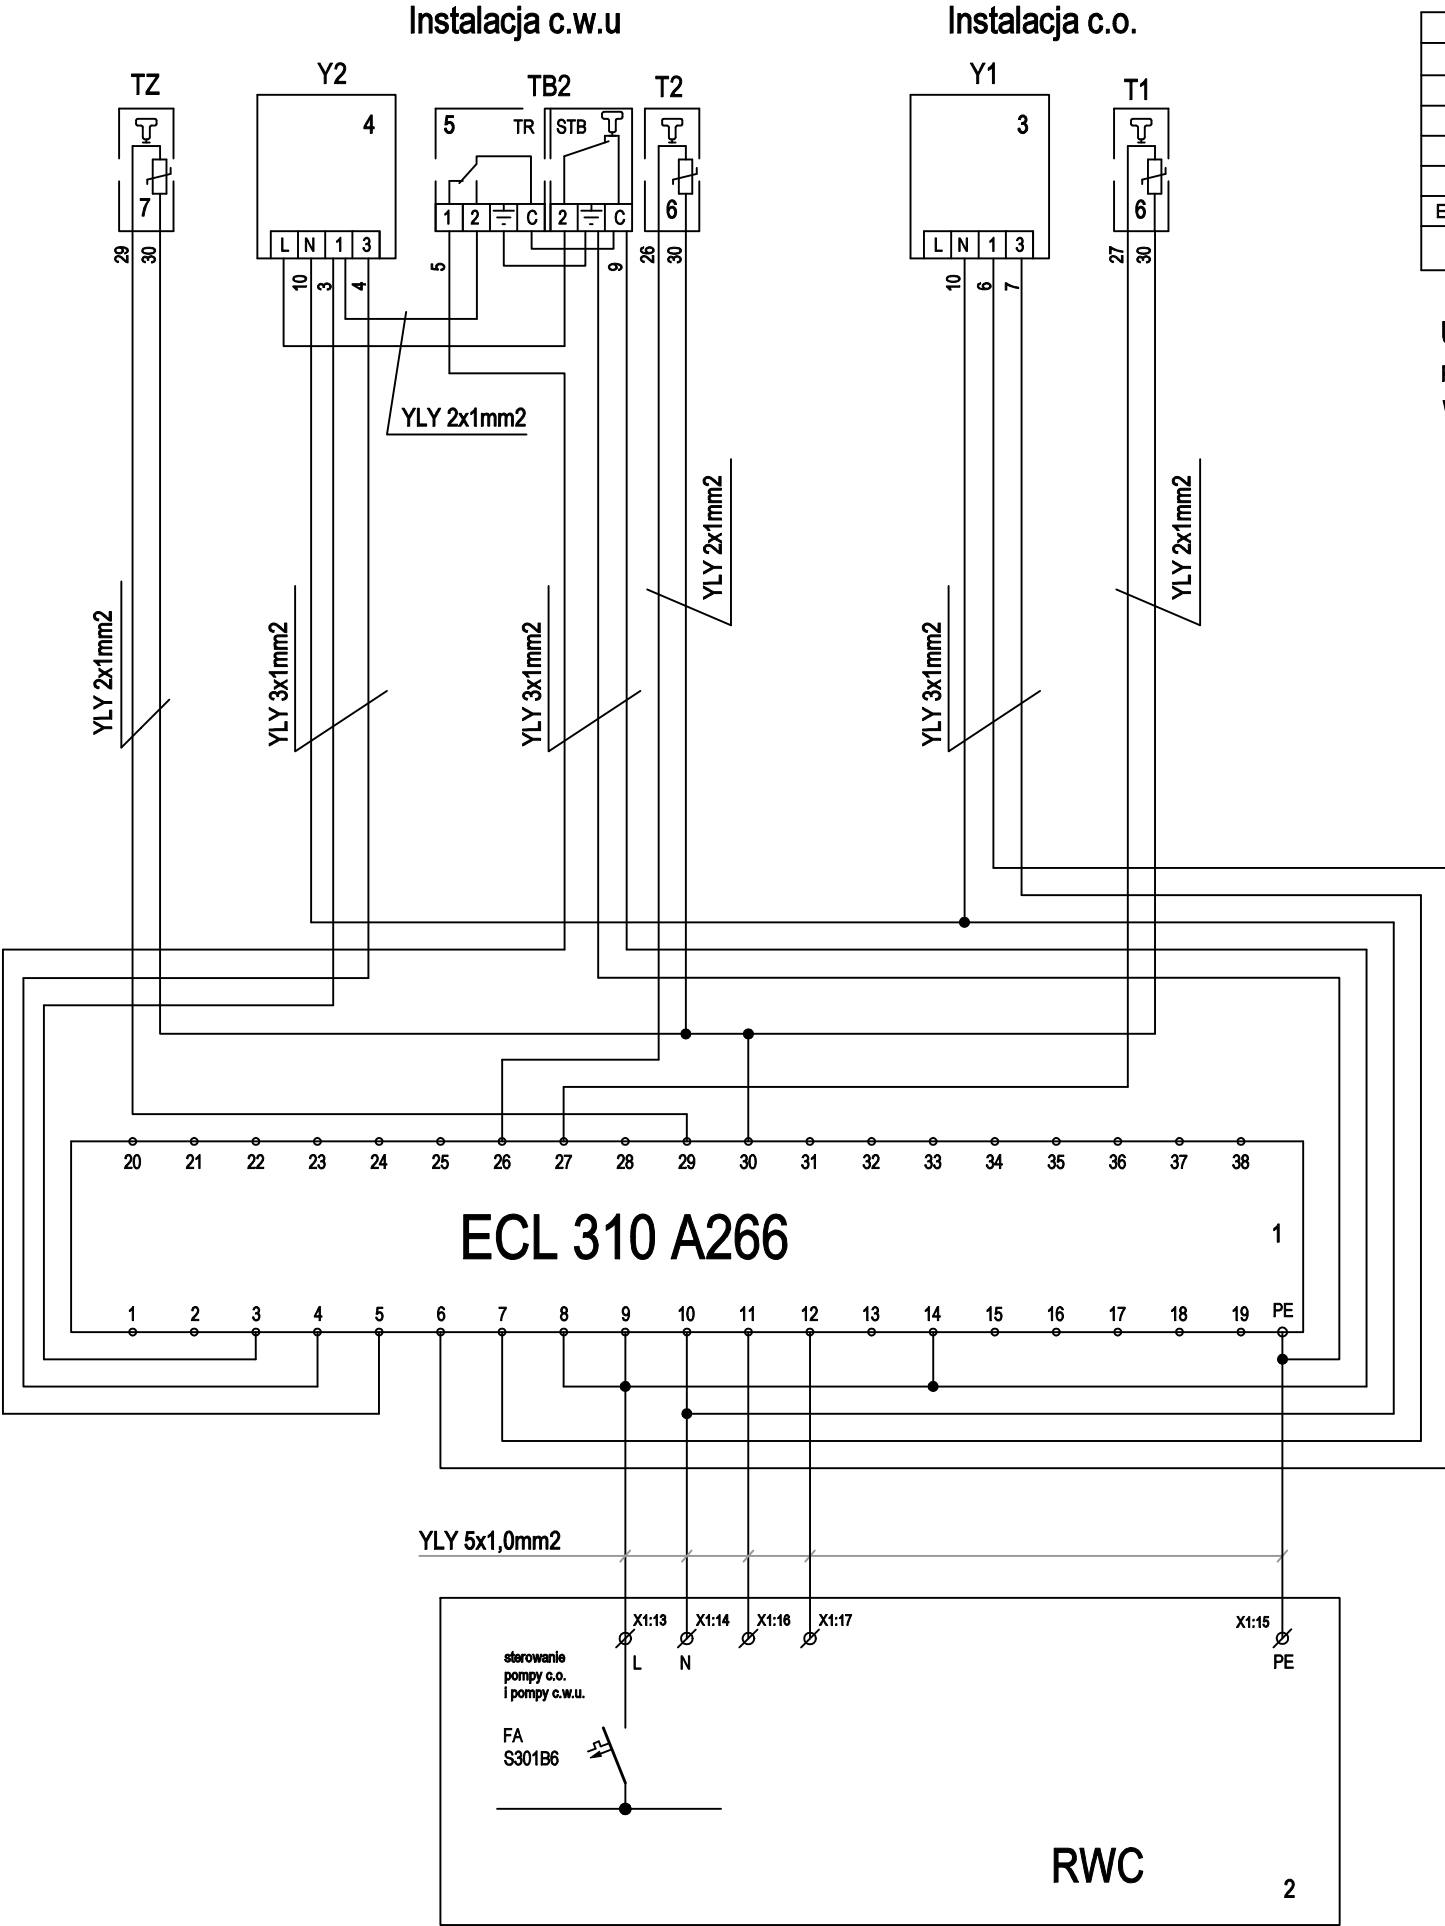 Instalacja c.w.u
Instalacja c.o.
TZ
Y2
TB2
T2
Y1
T1
4
5
TR
STB
3
7
1
2
C
2
C
6
6
L N 1 3
L N 1 3
29
30
10
3
4
5
9
26
30
10
6
7
27
30
E
YLY 2x1mm2
YLY 2x1mm2
YLY 2x1mm2
YLY 2x1mm2
YLY 3x1mm2
YLY 3x1mm2
YLY 3x1mm2
20 21 22 23 24 25 26 27 28 29 30 31 32 33 34 35 36 37 38
ECL 310 A266
1
1 2 3 4 5 6 7 8 9 10 11 12 13 14 15 16 17 18 19 PE
YLY 5x1,0mm2
X1:13
X1:14
X1:16
X1:17
X1:15
L
N
PE
sterowanie
pompy c.o.
i pompy c.w.u.
FA
S301B6
RWC
2